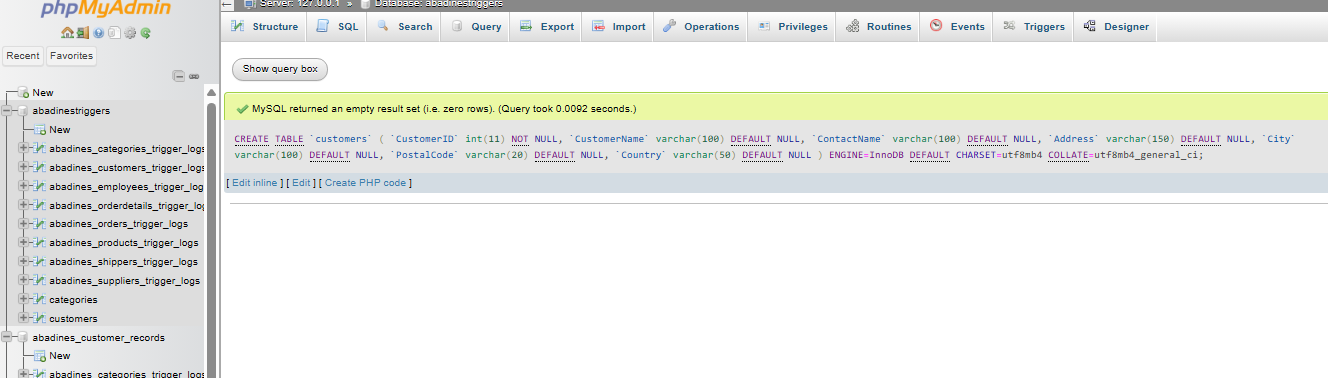 phpMyAdmin
Server: 127.0.0.1 » Database: abadinestriggers
Structure SQL Search Query Export Import Operations Privileges Routines Events Triggers Designer
Recent Favorites
Show query box
New
abadinestriggers
New
abadines_categories_trigger_logs
abadines_customers_trigger_logs
abadines_employees_trigger_log
abadines_orderdetails_trigger_lo
abadines_orders_trigger_logs
abadines_products_trigger_logs
abadines_shippers_trigger_logs
abadines_suppliers_trigger_logs
categories
customers
abadines_customer_records
New
abadines_categories_trigger_logs
MySQL returned an empty result set (i.e. zero rows). (Query took 0.0092 seconds.)
CREATE TABLE `customers` ( `CustomerID` int(11) NOT NULL, `CustomerName` varchar(100) DEFAULT NULL, `ContactName` varchar(100) DEFAULT NULL, `Address` varchar(150) DEFAULT NULL, `City`
varchar(100) DEFAULT NULL, `PostalCode` varchar(20) DEFAULT NULL, `Country` varchar(50) DEFAULT NULL ) ENGINE=InnoDB DEFAULT CHARSET=utf8mb4 COLLATE=utf8mb4_general_ci;
[ Edit inline ] [ Edit ] [ Create PHP code ]